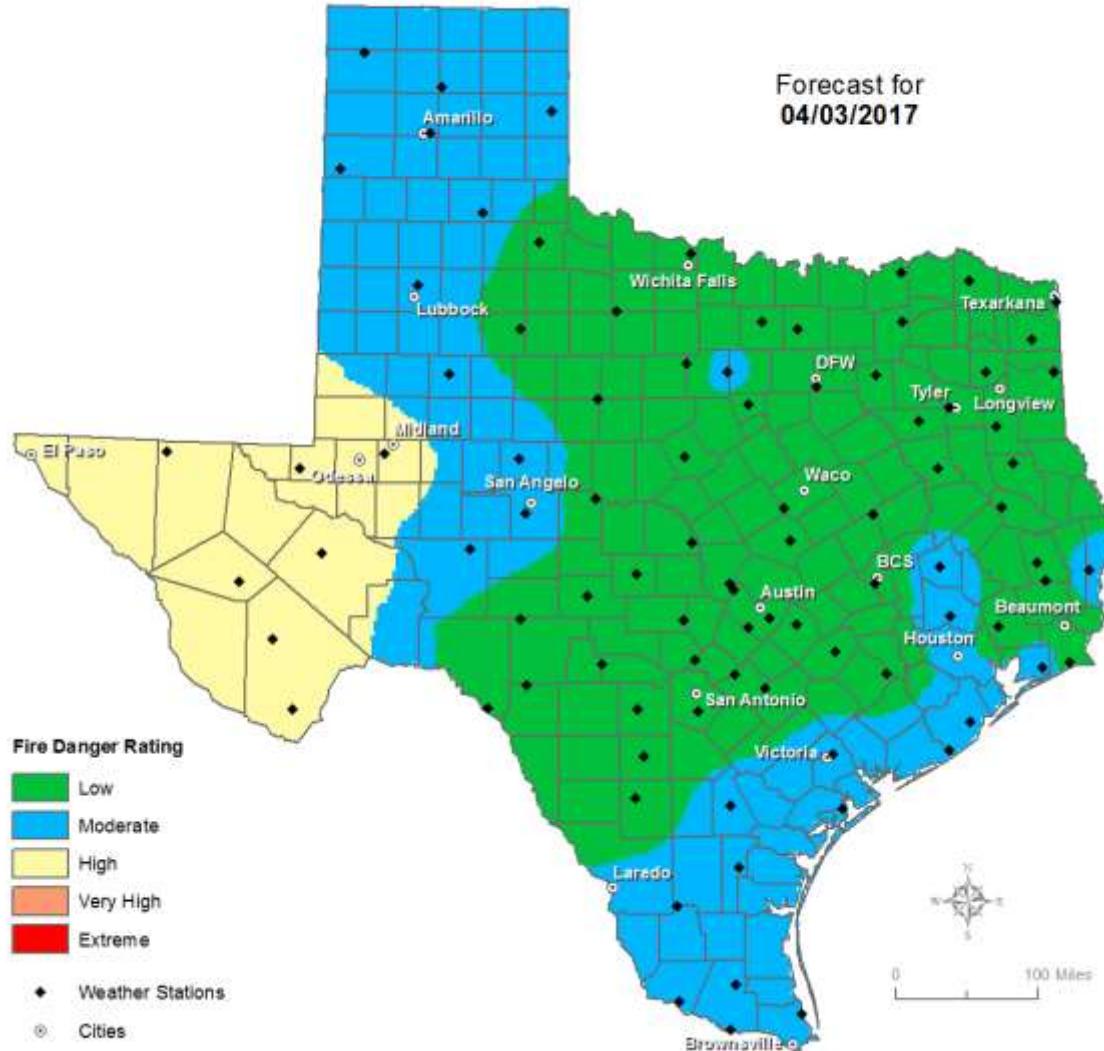 Forecast for
04/03/2017
Amarillo
Wichita Falls
Lubbock
Texarkana
DFW
Tyler
Longview
Midland
El Paso
Odessa
San Angelo
Waco
BCS
Austin
Beaumont
Houston
San Antonio
Victoria
Laredo
Brownsville
Fire Danger Rating
Low
Moderate
High
Very High
Extreme
Weather Stations
Cities
N
W
E
S
0 100 Miles